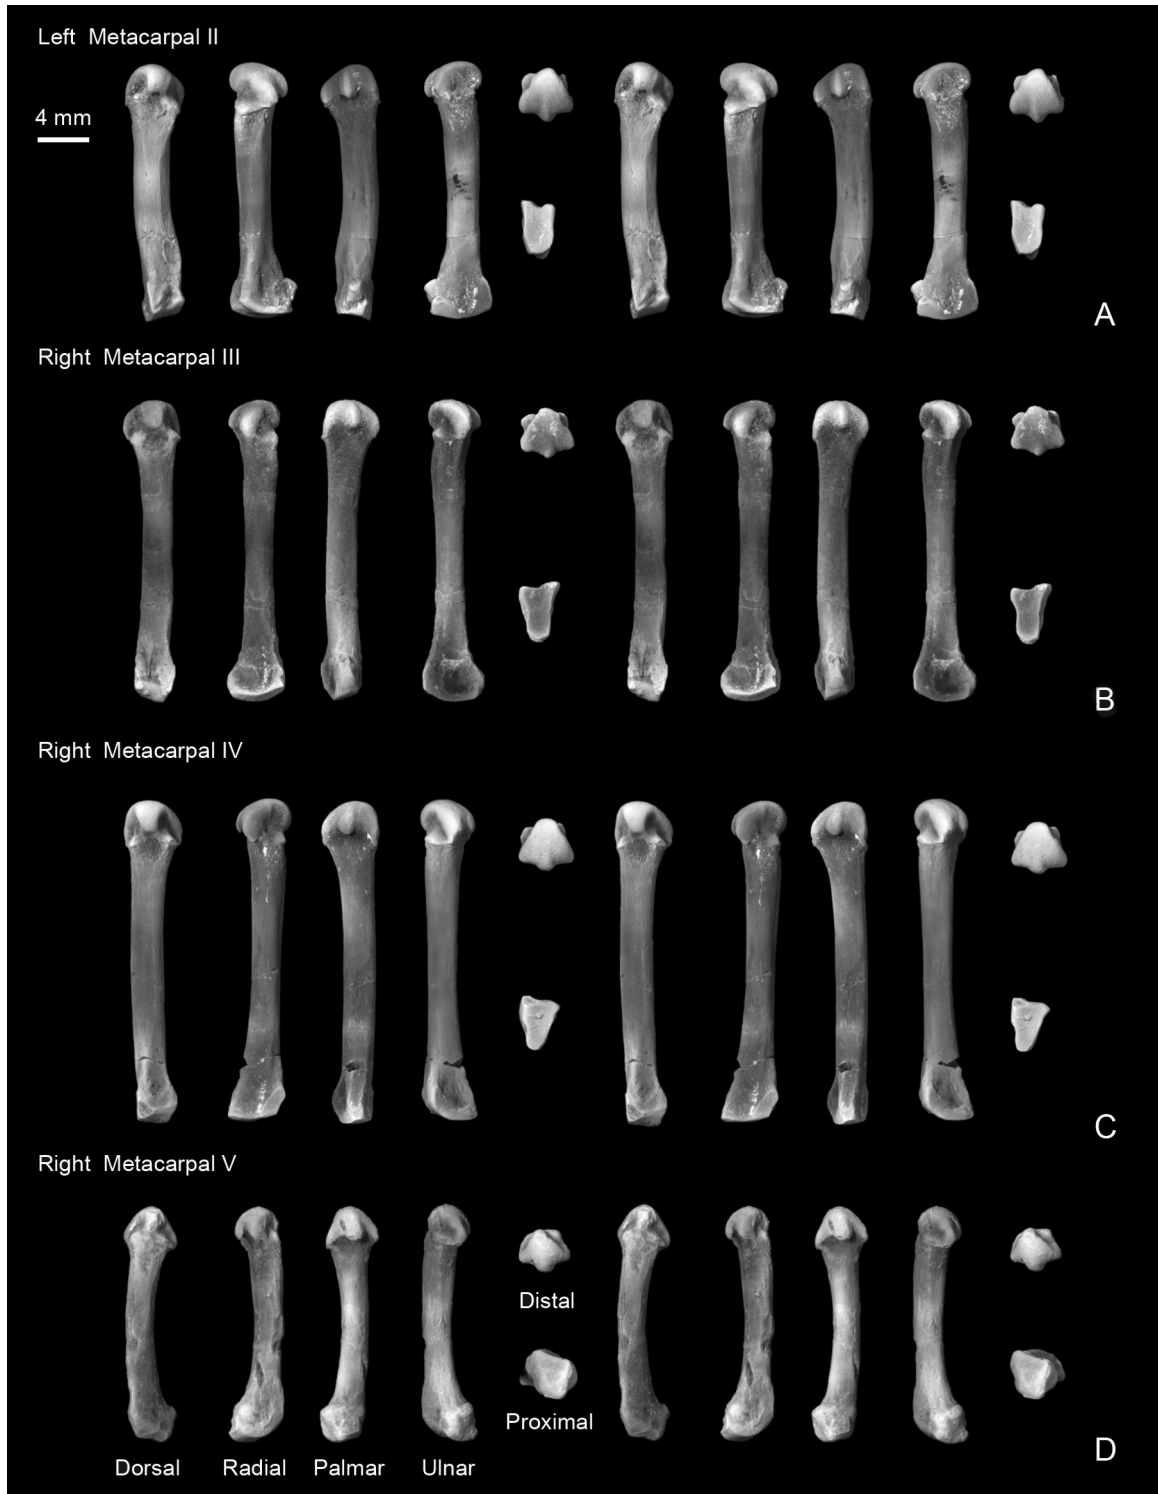 Left Metacarpal II
4 mm
A
Right Metacarpal III
B
Right Metacarpal IV
C
Right Metacarpal V
Distal
Proximal
D
Dorsal Radial Palmar Ulnar